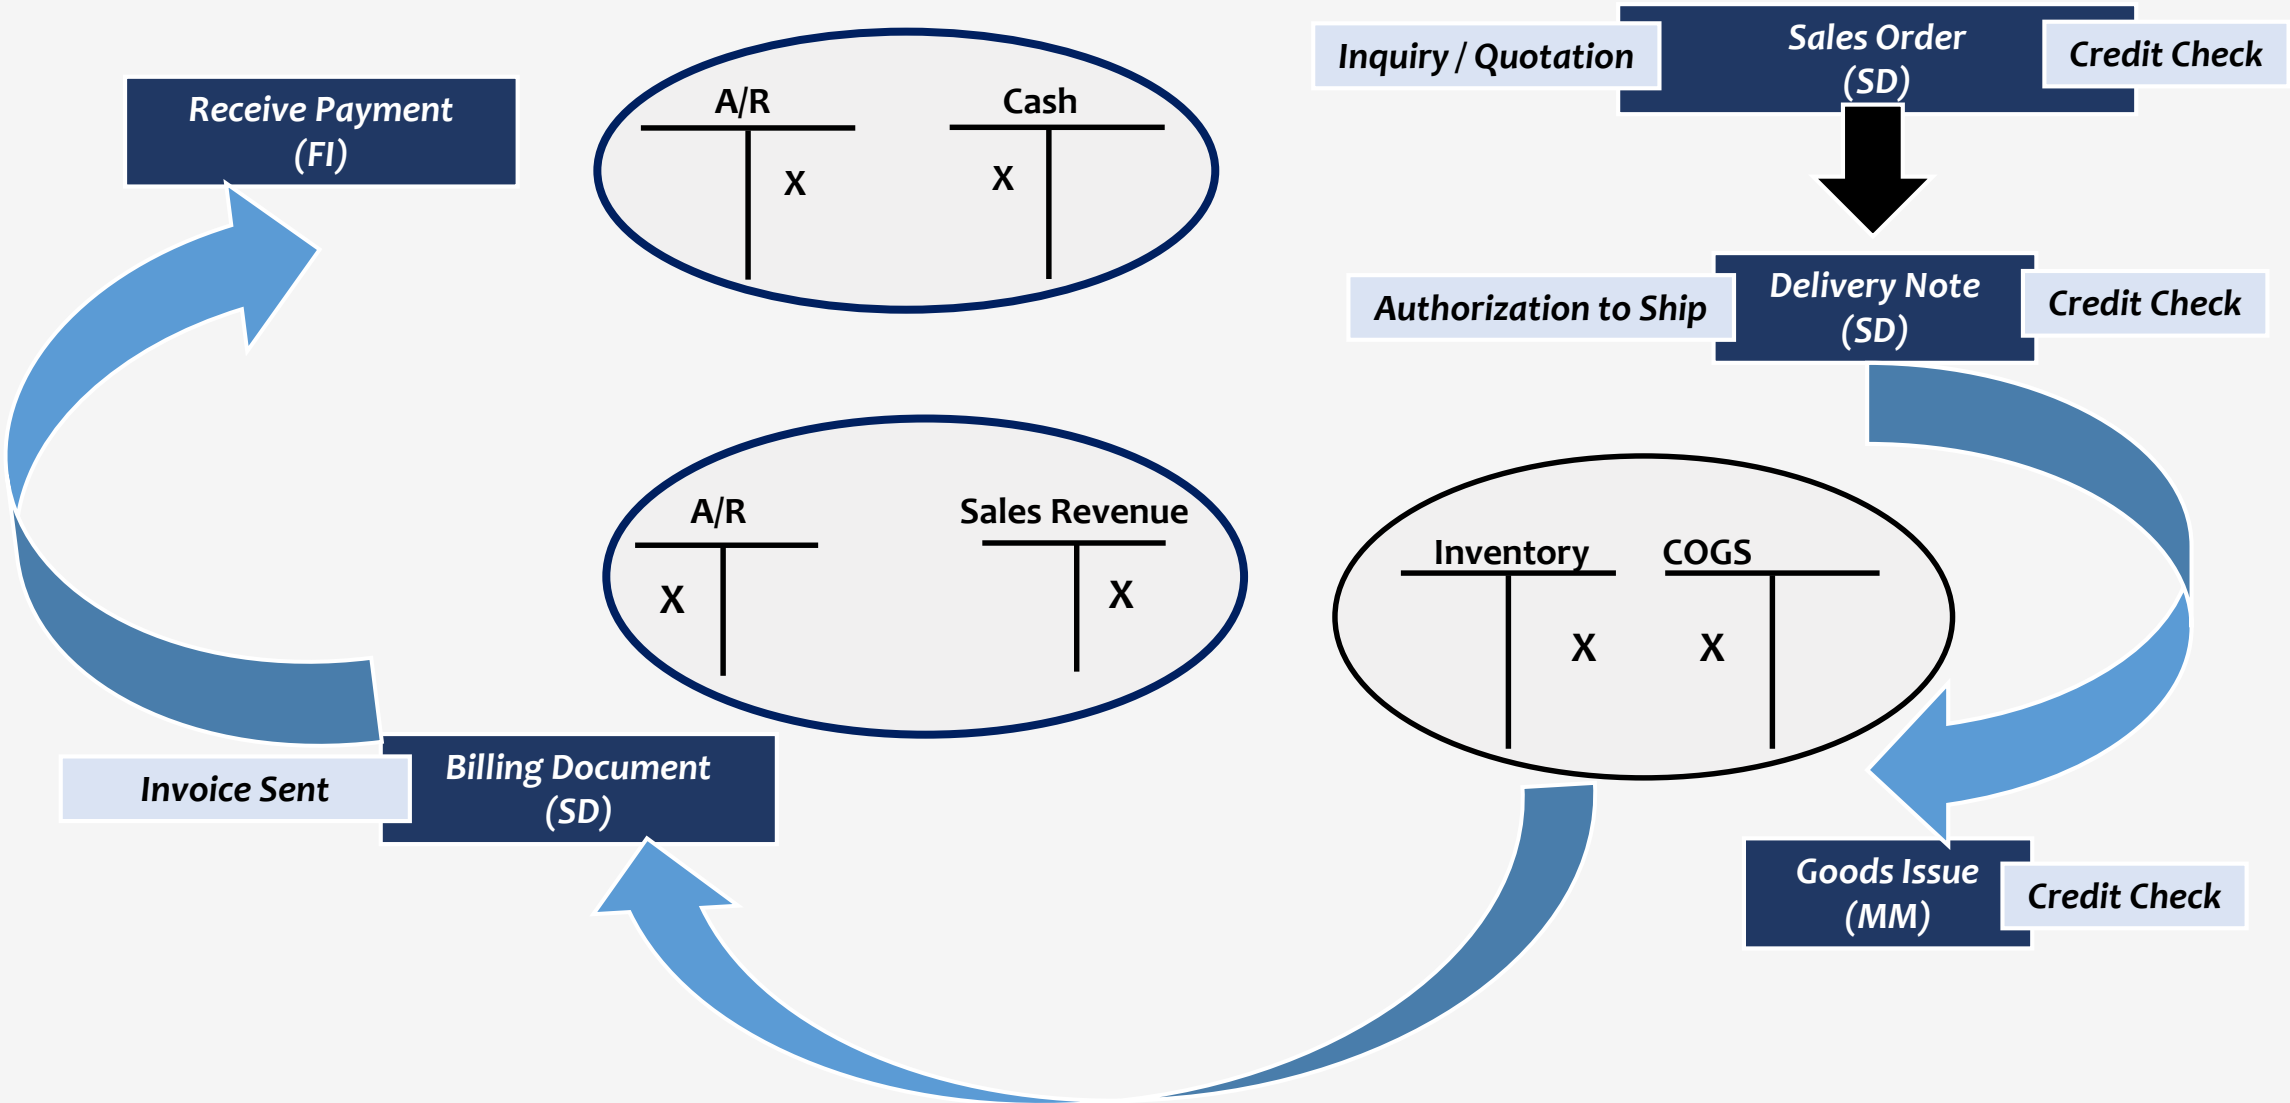 Inquiry / Quotation
Sales Order
(SD)
Credit Check
Receive Payment
(FI)
A/R
Cash
X
X
Authorization to Ship
Delivery Note
(SD)
Credit Check
A/R
Sales Revenue
X
X
Inventory
COGS
X
X
Invoice Sent
Billing Document
(SD)
Goods Issue
(MM)
Credit Check